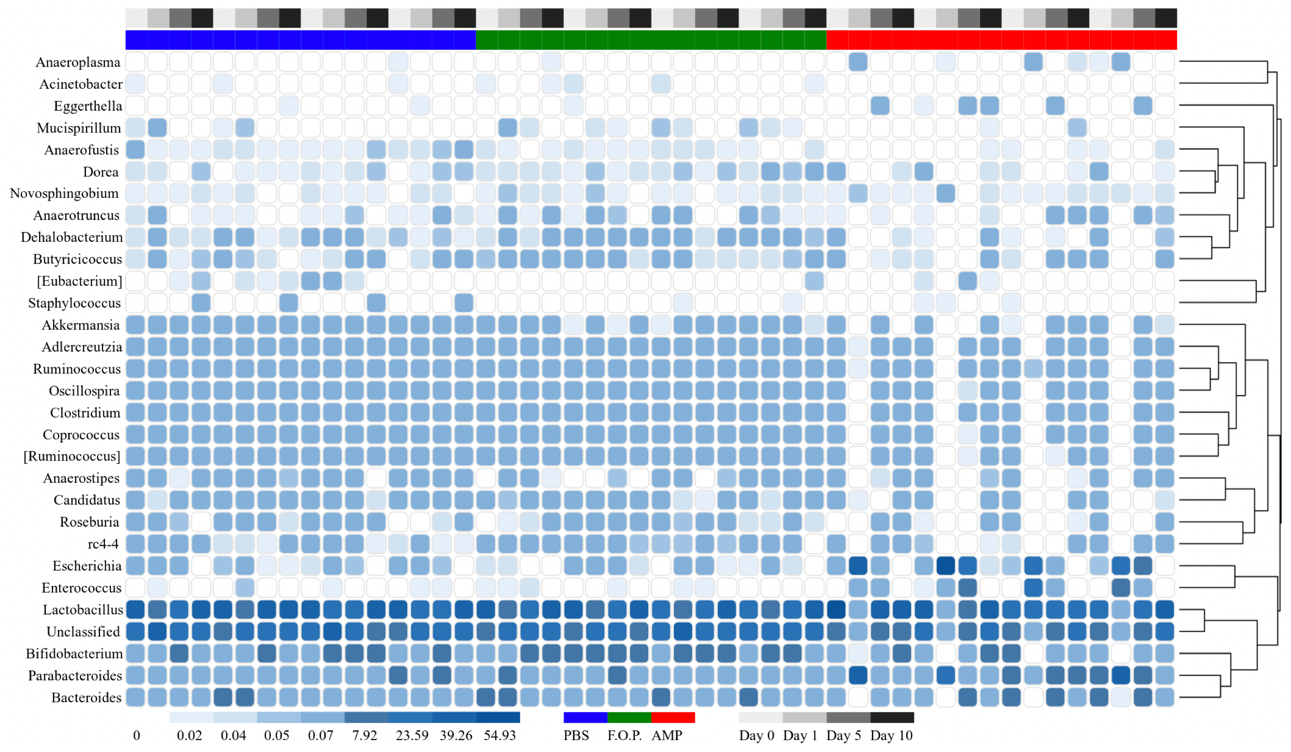 Anaeroplasma
Acinetobacter
Eggerthella
Mucispirillum
Anaerofustis
Dorea
Novosphingobium
Anaerotruncus
Dehalobacterium
Butyricicoccus
[Eubacterium]
Staphylococcus
Akkermansia
Adlercreutzia
Ruminococcus
Oscillospira
Clostridium
Coprococcus
[Ruminococcus]
Anaerostipes
Candidatus
Roseburia
rc4-4
Escherichia
Enterococcus
Lactobacillus
Unclassified
Bifidobacterium
Parabacteroides
Bacteroides
0 0.02 0.04 0.05 0.07 7.92 23.59 39.26 54.93 PBS F.O.P. AMP Day 0 Day 1 Day 5 Day 10